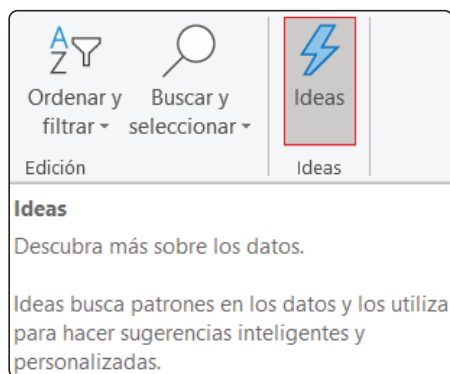 A
Z
Ordenar y
filtrar
Buscar y
seleccionar
Ideas
Edición
Ideas
Ideas
Descubra más sobre los datos.
Ideas busca patrones en los datos y los utiliza
para hacer sugerencias inteligentes y
personalizadas.